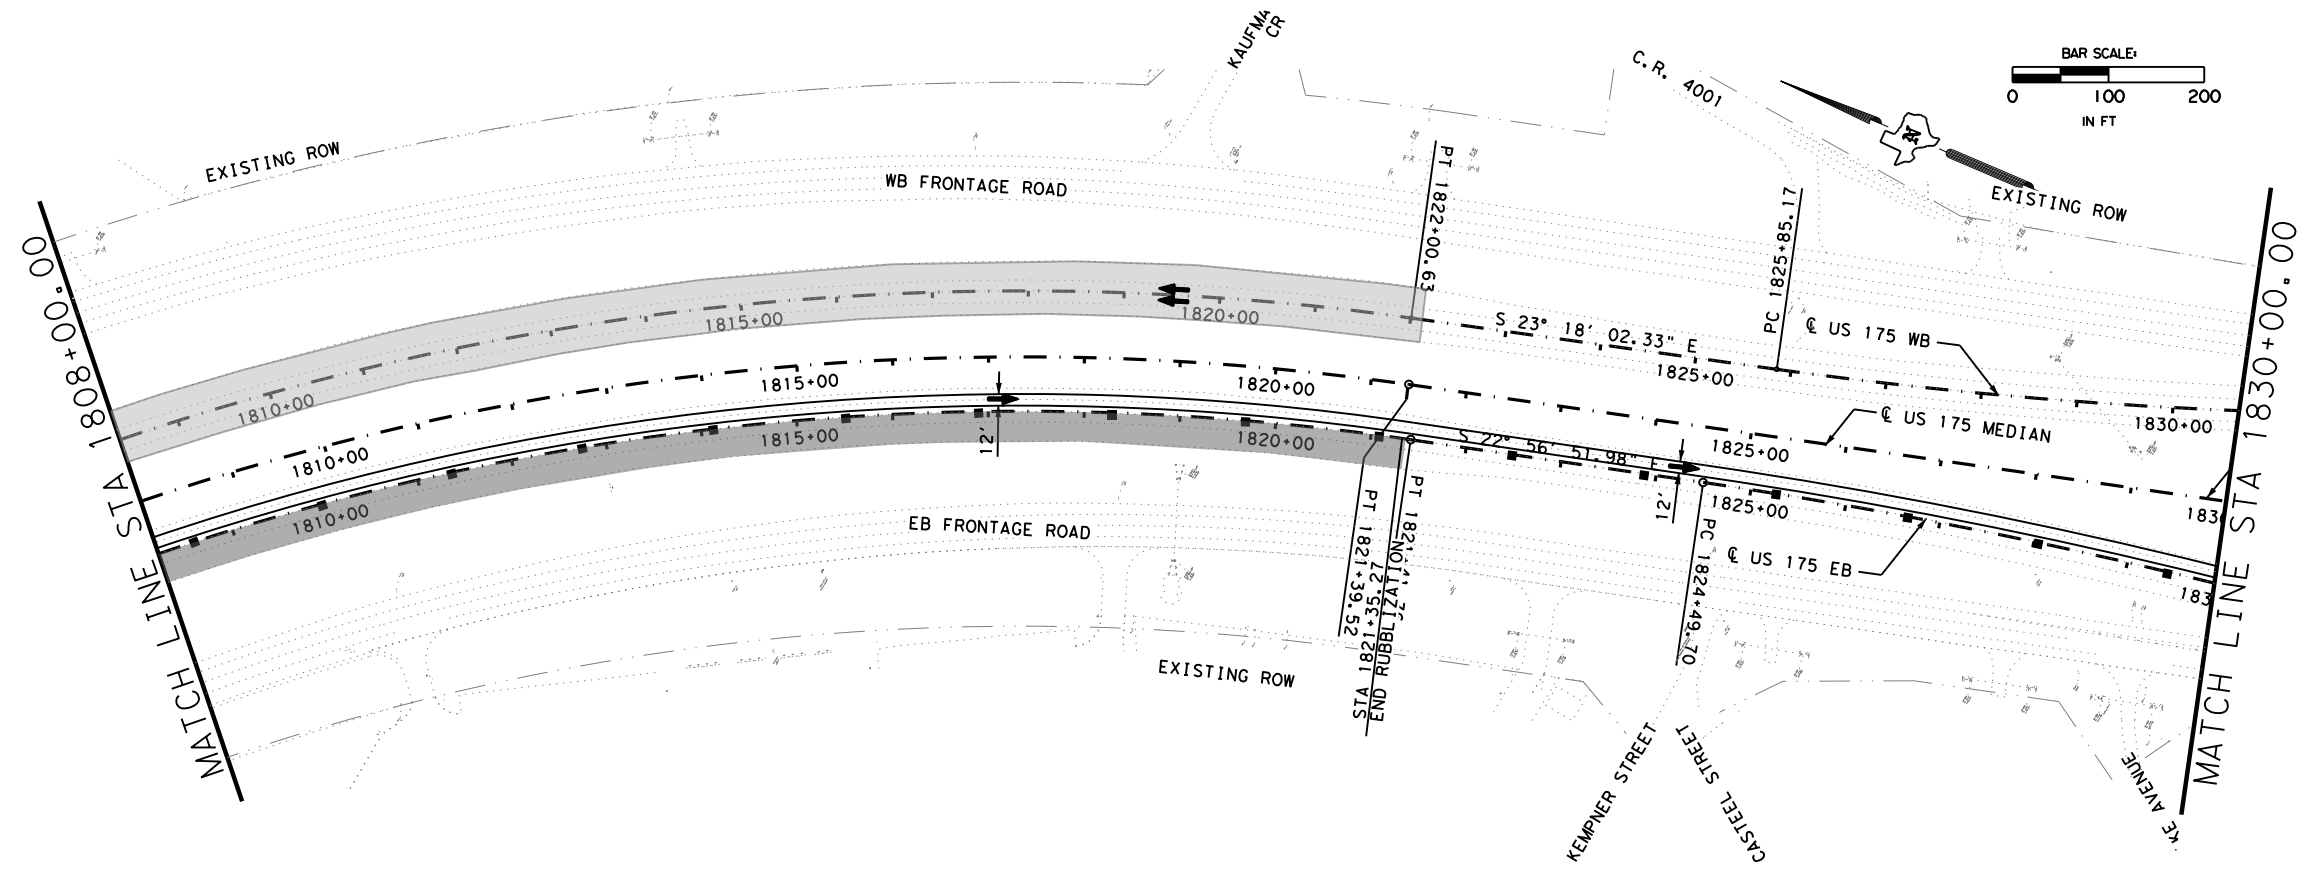 KAUFMA
CR
C.R. 4001
BAR SCALE:
0 100 200
IN FT
EXISTING ROW
WB FRONTAGE ROAD
PT 1822+00.63
PC 1825+85.17
EXISTING ROW
MATCH LINE STA 1808+00.00
1810+00
1815+00
1820+00
S 23° 18' 02.33" E
1825+00
℄ US 175 WB
1830+00
1810+00
1815+00
1820+00
1825+00
℄ US 175 MEDIAN
12'
1810+00
1815+00
1820+00
S 22° 56' 51.98" E
12'
1825+00
℄ US 175 EB
EB FRONTAGE ROAD
PT 1821+39.52
STA 1821+35.27
END RUBBLIZATION
PC 1824+49.70
EXISTING ROW
KEMPNER STREET
CASTEEL STREET
KE AVENUE
MATCH LINE STA 1830+00.00